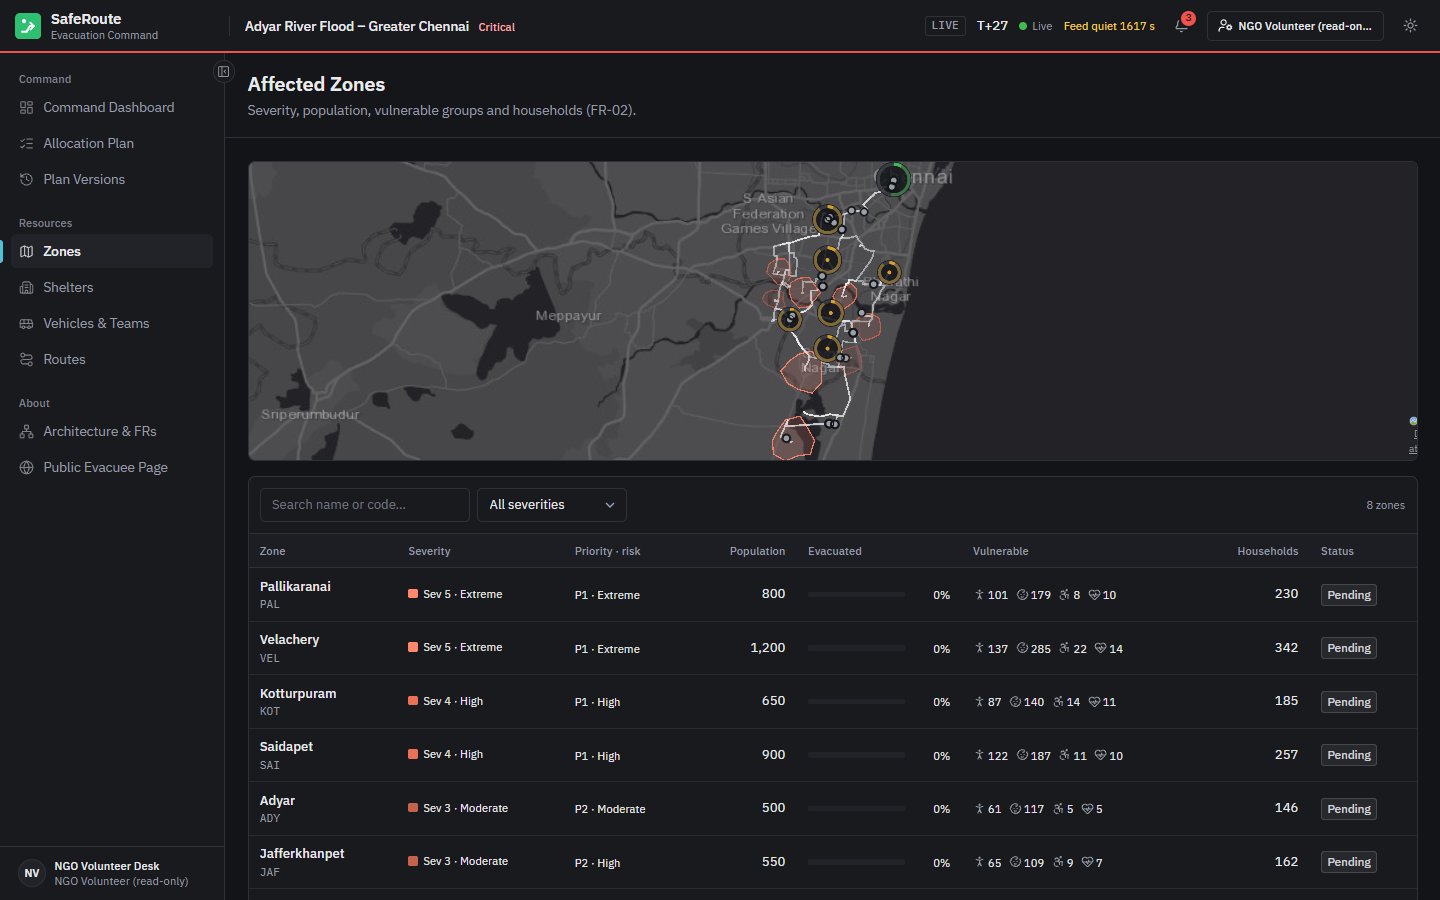 SafeRoute
Evacuation Command
Adyar River Flood – Greater Chennai Critical
LIVE T+27 Live Feed quiet 1617 s
3
NGO Volunteer (read-on...
Command
Command Dashboard
Allocation Plan
Plan Versions
Resources
Zones
Shelters
Vehicles & Teams
Routes
About
Architecture & FRs
Public Evacuee Page
NV
NGO Volunteer Desk
NGO Volunteer (read-only)
Affected Zones
Severity, population, vulnerable groups and households (FR-02).
nnai
S Asian
Federation
Games Village
Nagar
Meppayur
Nagar
Sriperumbudur
Search name or code...
All severities
8 zones
Zone Severity Priority · risk Population Evacuated Vulnerable Households Status
Pallikaranai
PAL
Sev 5 · Extreme P1 · Extreme 800 0% 101 179 8 10 230 Pending
Velachery
VEL
Sev 5 · Extreme P1 · Extreme 1,200 0% 137 285 22 14 342 Pending
Kotturpuram
KOT
Sev 4 · High P1 · High 650 0% 87 140 14 11 185 Pending
Saidapet
SAI
Sev 4 · High P1 · High 900 0% 122 187 11 10 257 Pending
Adyar
ADY
Sev 3 · Moderate P2 · Moderate 500 0% 61 117 5 5 146 Pending
Jafferkhanpet
JAF
Sev 3 · Moderate P2 · High 550 0% 65 109 9 7 162 Pending